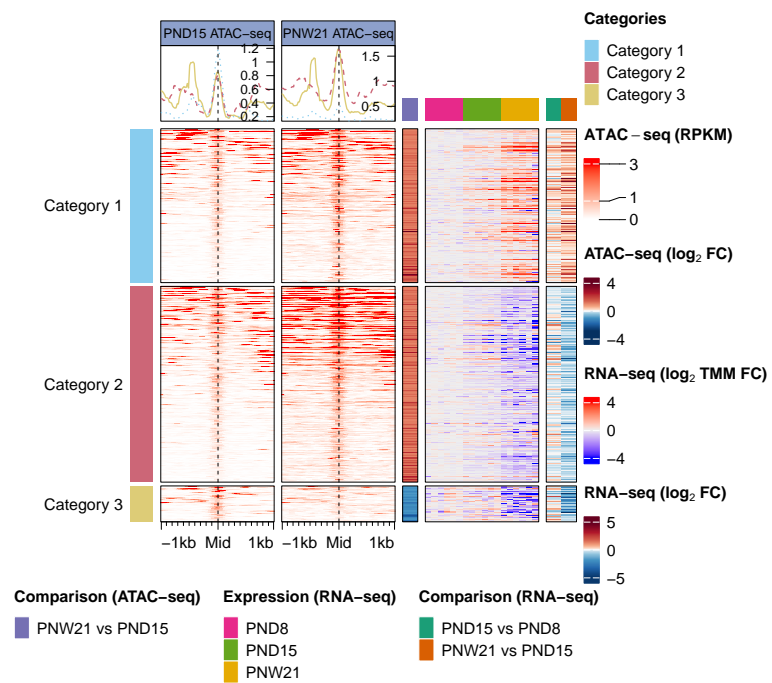 PND15 ATAC−seq
PNW21 ATAC−seq
1.2
1
0.8
0.6
0.4
0.2
1.5
1
0.5
Category 1
Category 2
Category 3
−1kb Mid 1kb
−1kb Mid 1kb
Categories
Category 1
Category 2
Category 3
ATAC−seq (RPKM)
3
1
0
ATAC−seq (log₂ FC)
4
2
0
−4
RNA−seq (log₂ TMM FC)
4
2
0
−4
RNA−seq (log₂ FC)
5
0
−5
Comparison (ATAC−seq)
PNW21 vs PND15
Expression (RNA−seq)
PND8
PND15
PNW21
Comparison (RNA−seq)
PND15 vs PND8
PNW21 vs PND15